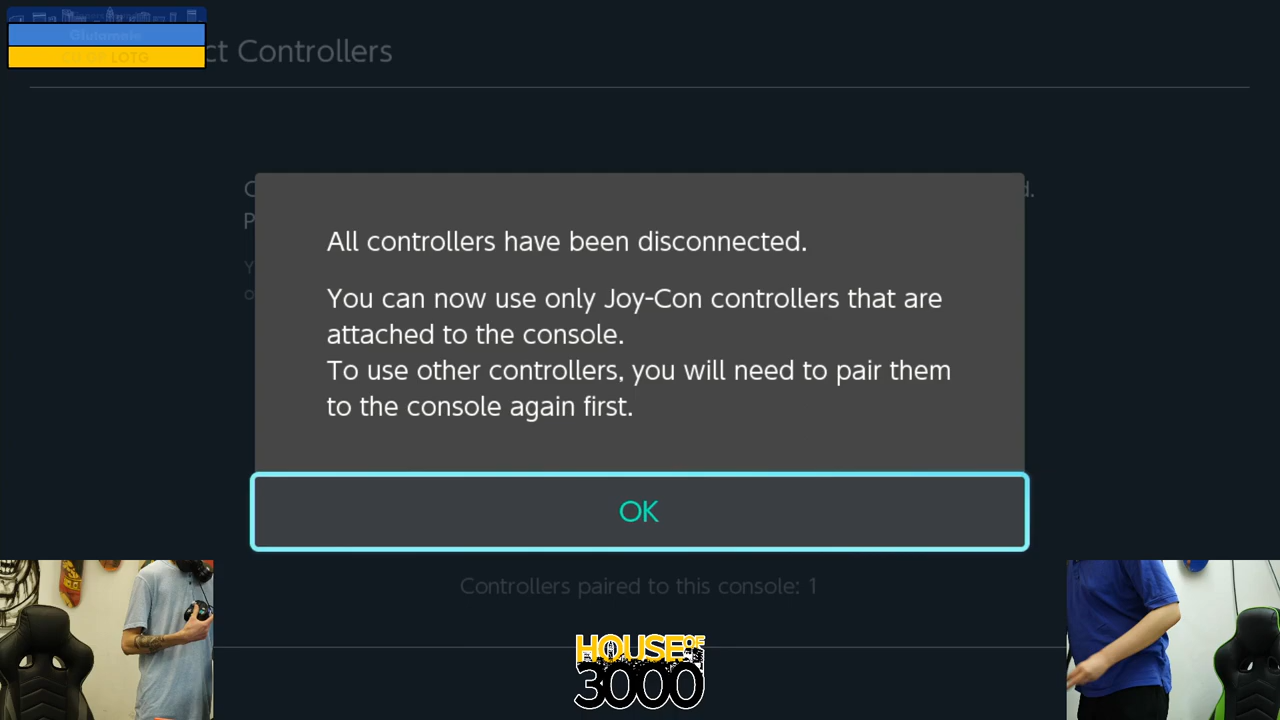 Glutamele
LOTG
ct Controllers
d.
All controllers have been disconnected.
You can now use only Joy-Con controllers that are
attached to the console.
To use other controllers, you will need to pair them
to the console again first.
OK
Controllers paired to this console: 1
HOUSE OF
3000